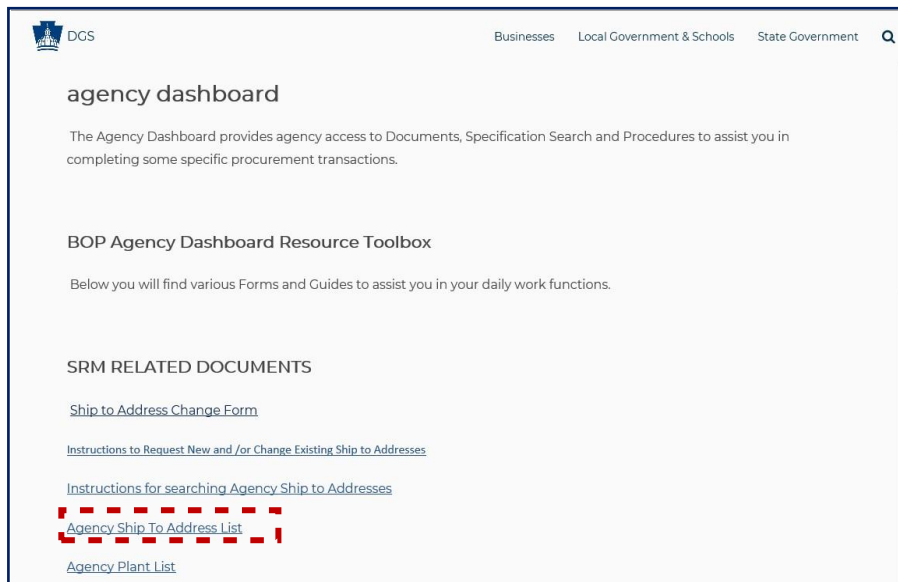 DGS
Businesses Local Government & Schools State Government
agency dashboard
The Agency Dashboard provides agency access to Documents, Specification Search and Procedures to assist you in
completing some specific procurement transactions.
BOP Agency Dashboard Resource Toolbox
Below you will find various Forms and Guides to assist you in your daily work functions.
SRM RELATED DOCUMENTS
Ship to Address Change Form
Instructions to Request New and /or Change Existing Ship to Addresses
Instructions for searching Agency Ship to Addresses
Agency Ship To Address List
Agency Plant List